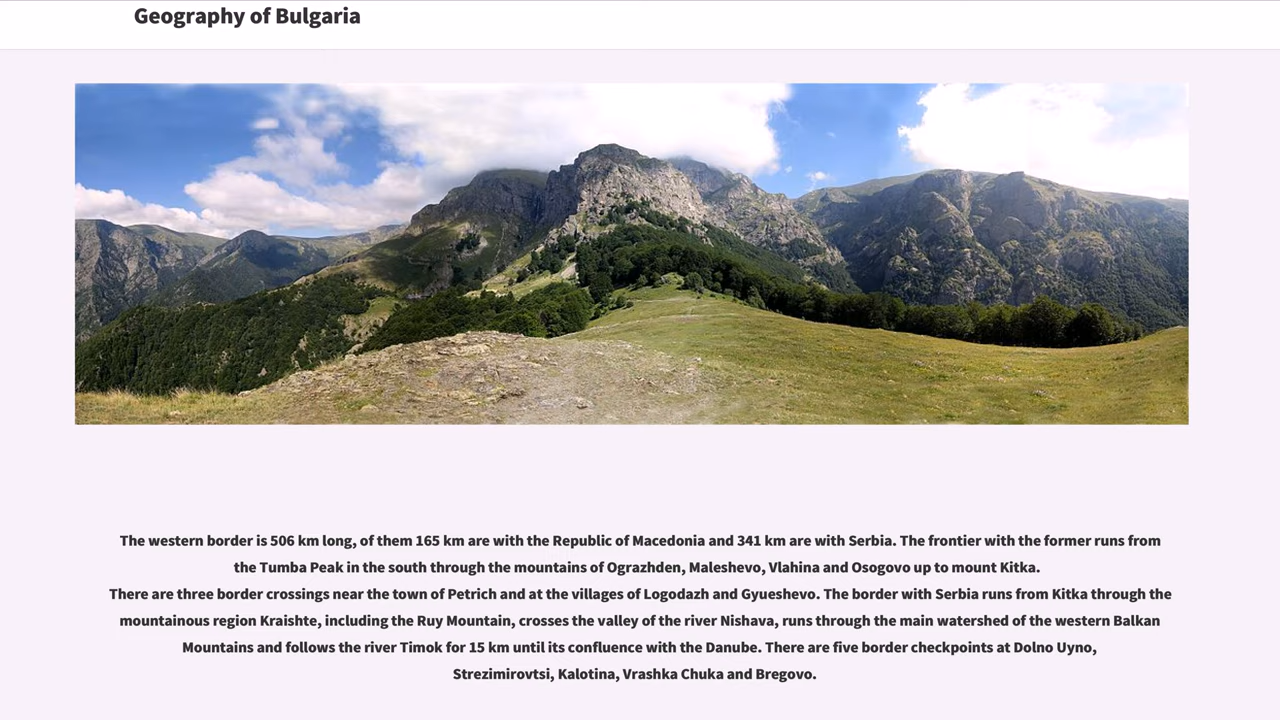 Geography of Bulgaria
The western border is 506 km long, of them 165 km are with the Republic of Macedonia and 341 km are with Serbia. The frontier with the former runs from
the Tumba Peak in the south through the mountains of Ograzhden, Maleshevo, Vlahina and Osogovo up to mount Kitka.
There are three border crossings near the town of Petrich and at the villages of Logodazh and Gyueshevo. The border with Serbia runs from Kitka through the
mountainous region Kraishte, including the Ruy Mountain, crosses the valley of the river Nishava, runs through the main watershed of the western Balkan
Mountains and follows the river Timok for 15 km until its confluence with the Danube. There are five border checkpoints at Dolno Uyno,
Strezimirovtsi, Kalotina, Vrashka Chuka and Bregovo.